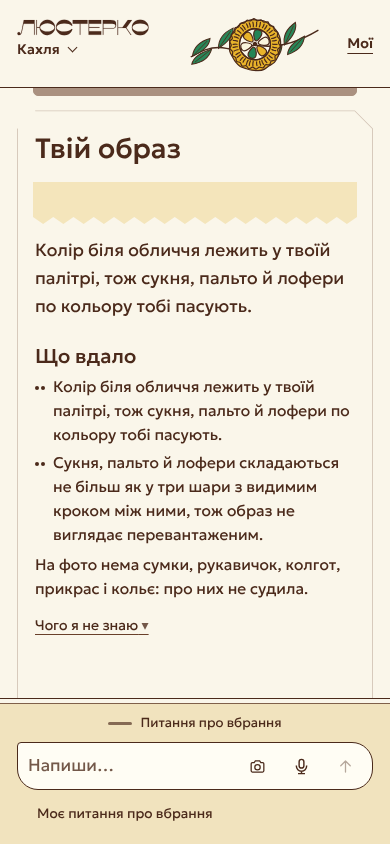 ЛЮСТЕРКО
Кахля
Мої
Твій образ
Колір біля обличчя лежить у твоїй
палітрі, тож сукня, пальто й лофери
по кольору тобі пасують.
Що вдало
•• Колір біля обличчя лежить у твоїй
палітрі, тож сукня, пальто й лофери по
кольору тобі пасують.
•• Сукня, пальто й лофери складаються
не більш як у три шари з видимим
кроком між ними, тож образ не
виглядає перевантаженим.
На фото нема сумки, рукавичок, колгот,
прикрас і кольє: про них не судила.
Чого я не знаю ▾
Питання про вбрання
Напиши...
Моє питання про вбрання